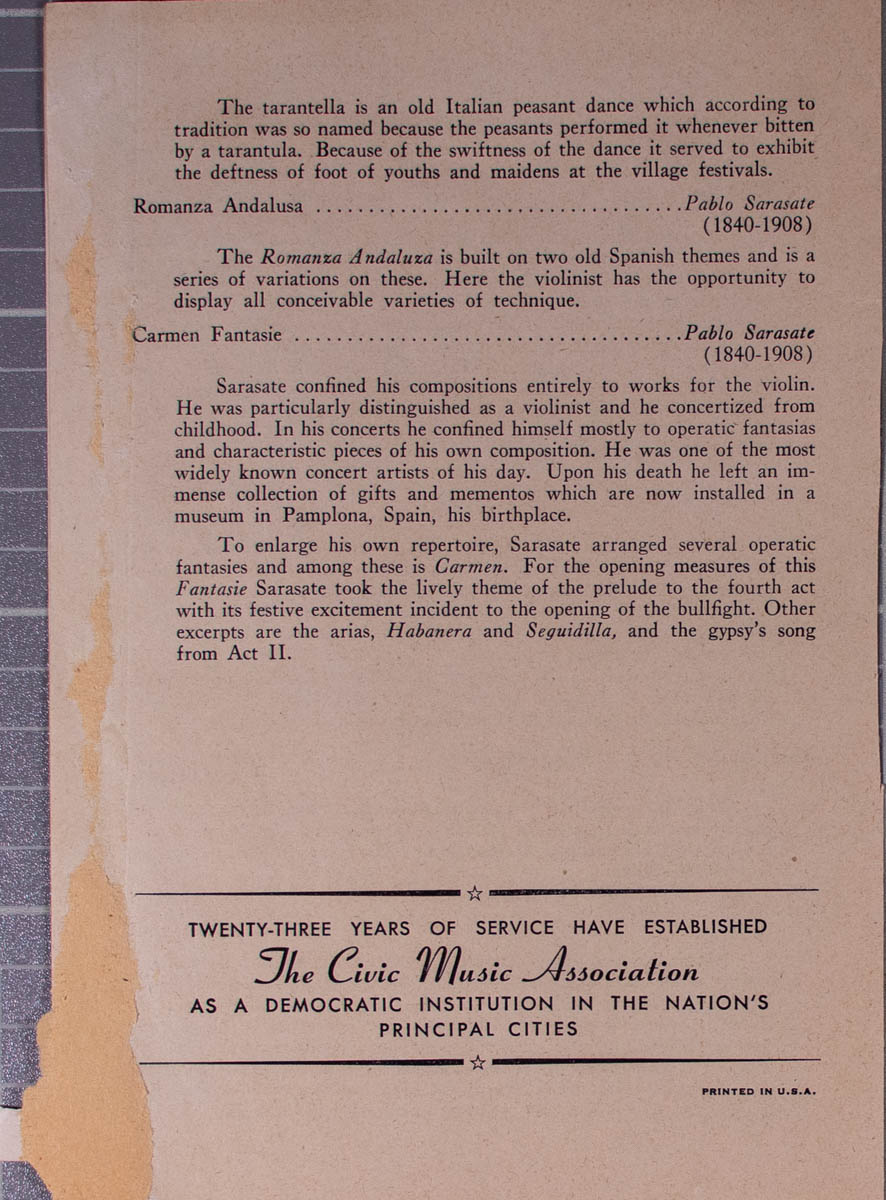 The tarantella is an old Italian peasant dance which according to
tradition was so named because the peasants performed it whenever bitten
by a tarantula. Because of the swiftness of the dance it served to exhibit
the deftness of foot of youths and maidens at the village festivals.
Romanza Andalusa ...................................Pablo Sarasate
(1840-1908)
The Romanza Andaluza is built on two old Spanish themes and is a
series of variations on these. Here the violinist has the opportunity to
display all conceivable varieties of technique.
Carmen Fantasie .....................................Pablo Sarasate
(1840-1908)
Sarasate confined his compositions entirely to works for the violin.
He was particularly distinguished as a violinist and he concertized from
childhood. In his concerts he confined himself mostly to operatic fantasias
and characteristic pieces of his own composition. He was one of the most
widely known concert artists of his day. Upon his death he left an im-
mense collection of gifts and mementos which are now installed in a
museum in Pamplona, Spain, his birthplace.
To enlarge his own repertoire, Sarasate arranged several operatic
fantasies and among these is Carmen. For the opening measures of this
Fantasie Sarasate took the lively theme of the prelude to the fourth act
with its festive excitement incident to the opening of the bullfight. Other
excerpts are the arias, Habanera and Seguidilla, and the gypsy's song
from Act II.
TWENTY-THREE YEARS OF SERVICE HAVE ESTABLISHED
The Civic Music Association
AS A DEMOCRATIC INSTITUTION IN THE NATION'S
PRINCIPAL CITIES
PRINTED IN U.S.A.